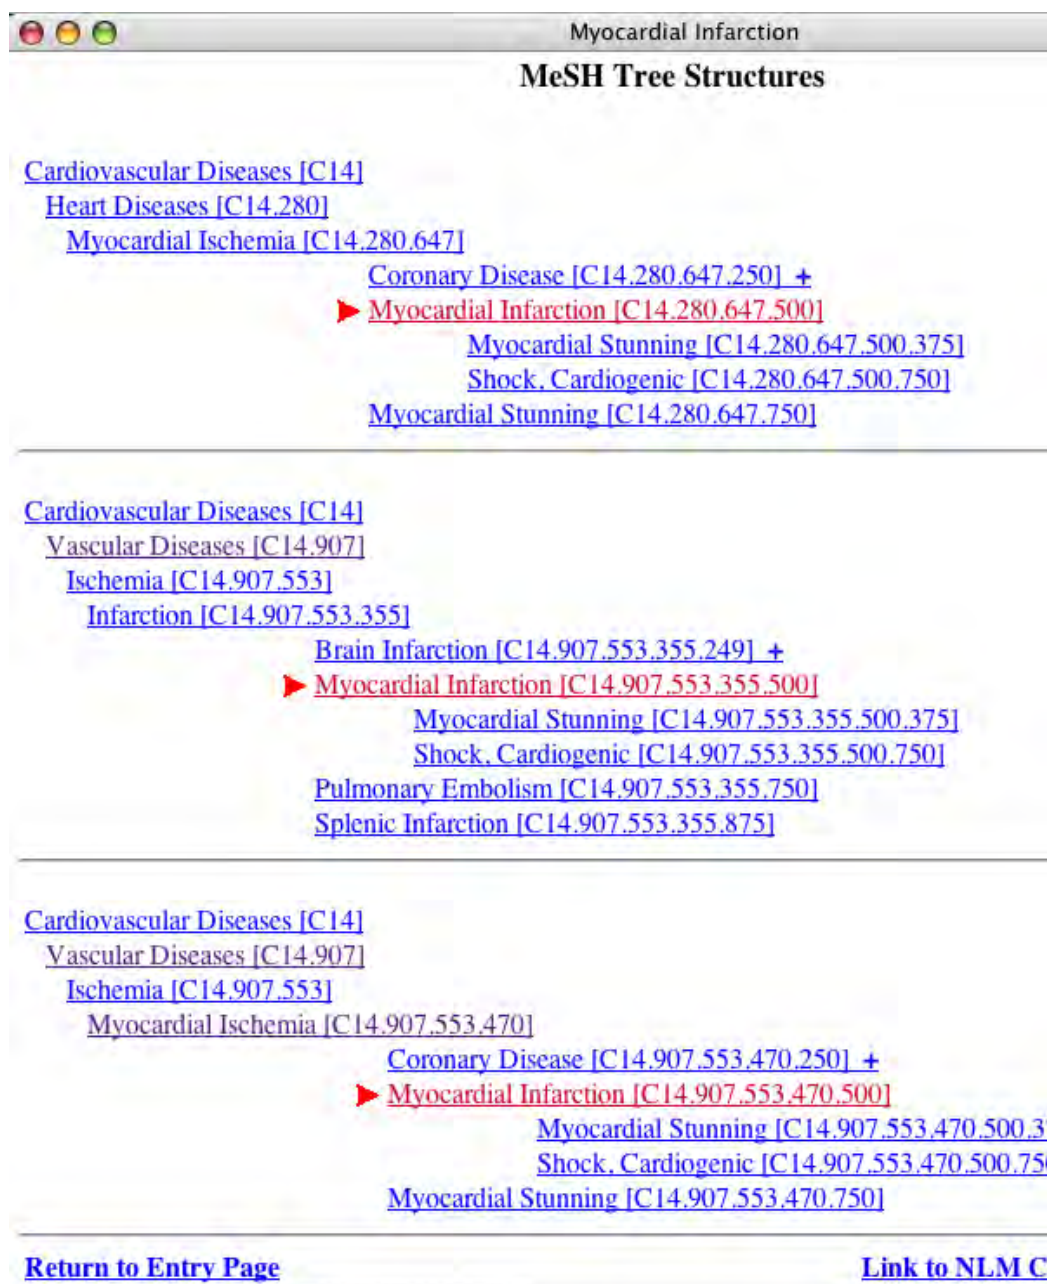 Myocardial Infarction
MeSH Tree Structures
Cardiovascular Diseases [C14]
Heart Diseases [C14.280]
Myocardial Ischemia [C14.280.647]
Coronary Disease [C14.280.647.250] +
Myocardial Infarction [C14.280.647.500]
Myocardial Stunning [C14.280.647.500.375]
Shock, Cardiogenic [C14.280.647.500.750]
Myocardial Stunning [C14.280.647.750]
Cardiovascular Diseases [C14]
Vascular Diseases [C14.907]
Ischemia [C14.907.553]
Infarction [C14.907.553.355]
Brain Infarction [C14.907.553.355.249] +
Myocardial Infarction [C14.907.553.355.500]
Myocardial Stunning [C14.907.553.355.500.375]
Shock, Cardiogenic [C14.907.553.355.500.750]
Pulmonary Embolism [C14.907.553.355.750]
Splenic Infarction [C14.907.553.355.875]
Cardiovascular Diseases [C14]
Vascular Diseases [C14.907]
Ischemia [C14.907.553]
Myocardial Ischemia [C14.907.553.470]
Coronary Disease [C14.907.553.470.250] +
Myocardial Infarction [C14.907.553.470.500]
Myocardial Stunning [C14.907.553.470.500.3
Shock, Cardiogenic [C14.907.553.470.500.75
Myocardial Stunning [C14.907.553.470.750]
Return to Entry Page
Link to NLM C